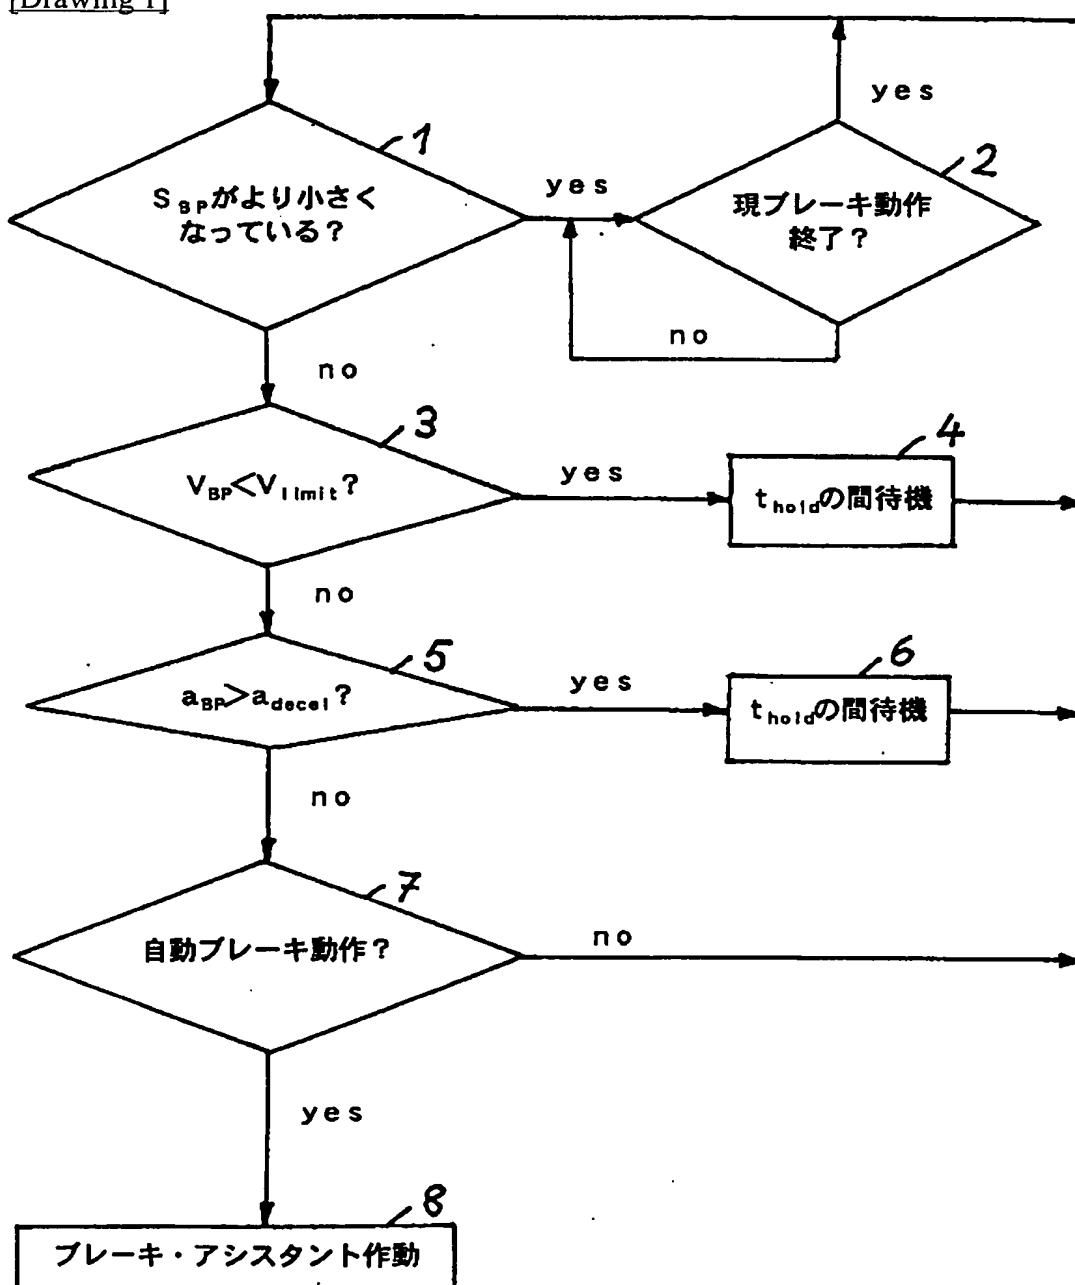 [Drawing 1]
yes
1
S_BPがより小さく
なっている?
yes
2
現ブレーキ動作
終了?
no
no
3
V_BP<V_limit?
yes
4
t_holdの間待機
no
5
a_BP>a_decel?
yes
6
t_holdの間待機
no
7
自動ブレーキ動作?
no
yes
8
ブレーキ・アシスタント作動